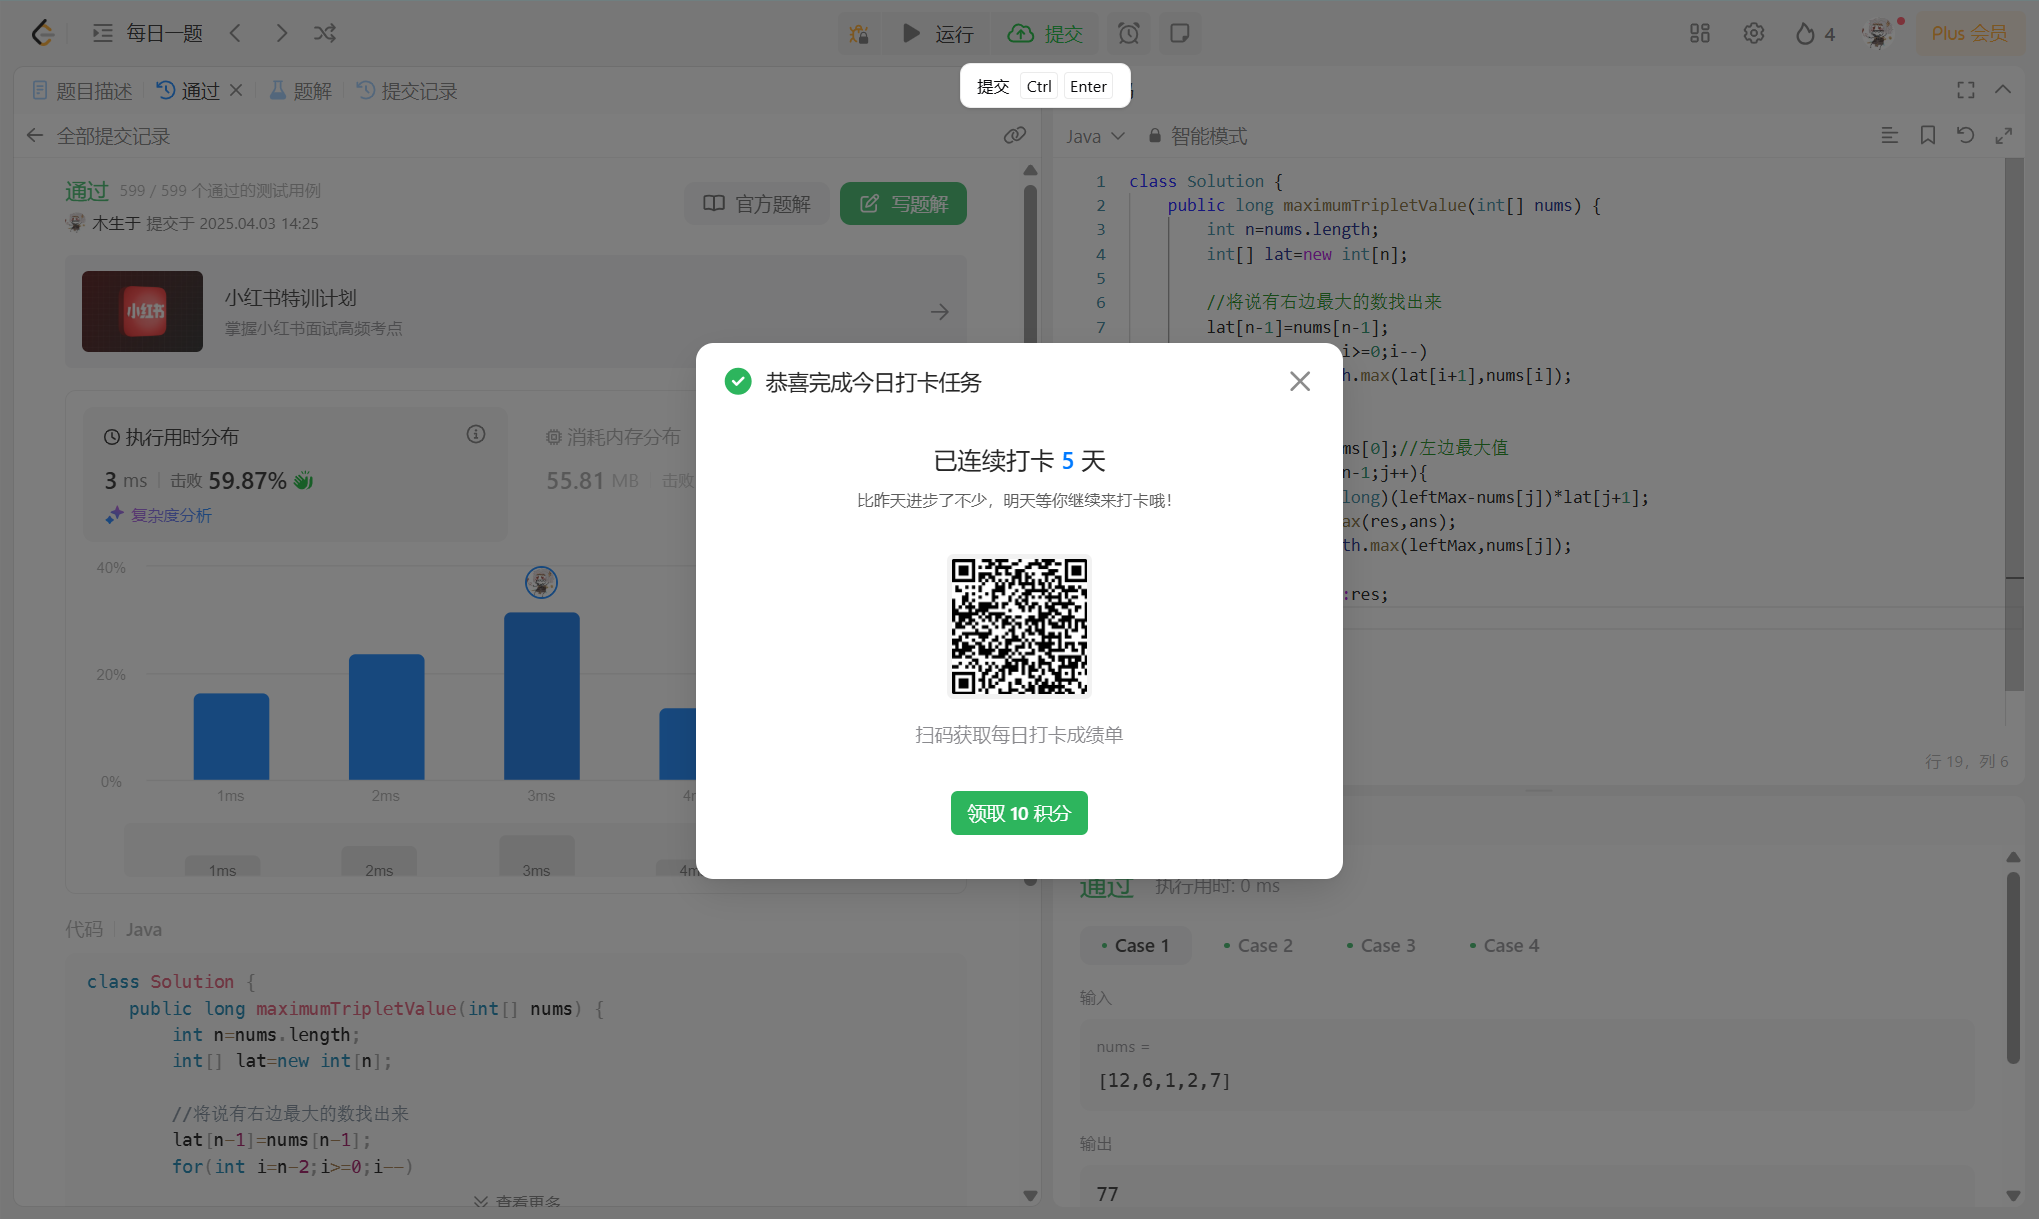 每日一题
运行
提交
4
Plus 会员
提交 Ctrl Enter
题目描述
通过
题解
提交记录
全部提交记录
Java
智能模式
通过 599 / 599 个通过的测试用例
木生于 提交于 2025.04.03 14:25
官方题解
写题解
小红书
小红书特训计划
掌握小红书面试高频考点
执行用时分布
3 ms 击败 59.87%
复杂度分析
消耗内存分布
55.81 MB 击败
40%
20%
0%
1ms
2ms
3ms
1ms
2ms
3ms
代码 Java
class Solution {
public long maximumTripletValue(int[] nums) {
int n=nums.length;
int[] lat=new int[n];
//将说有右边最大的数找出来
lat[n-1]=nums[n-1];
for(int i=n-2;i>=0;i--)
查看更多
恭喜完成今日打卡任务
已连续打卡 5 天
比昨天进步了不少，明天等你继续来打卡哦！
扫码获取每日打卡成绩单
领取 10 积分
1 class Solution {
2 public long maximumTripletValue(int[] nums) {
3 int n=nums.length;
4 int[] lat=new int[n];
5
6 //将说有右边最大的数找出来
7 lat[n-1]=nums[n-1];
i>=0;i--)
h.max(lat[i+1],nums[i]);
ms[0];//左边最大值
n-1;j++){
long)(leftMax-nums[j])*lat[j+1];
ax(res,ans);
th.max(leftMax,nums[j]);
:res;
行 19，列 6
通过 执行用时: 0 ms
Case 1
Case 2
Case 3
Case 4
输入
nums =
[12,6,1,2,7]
输出
77